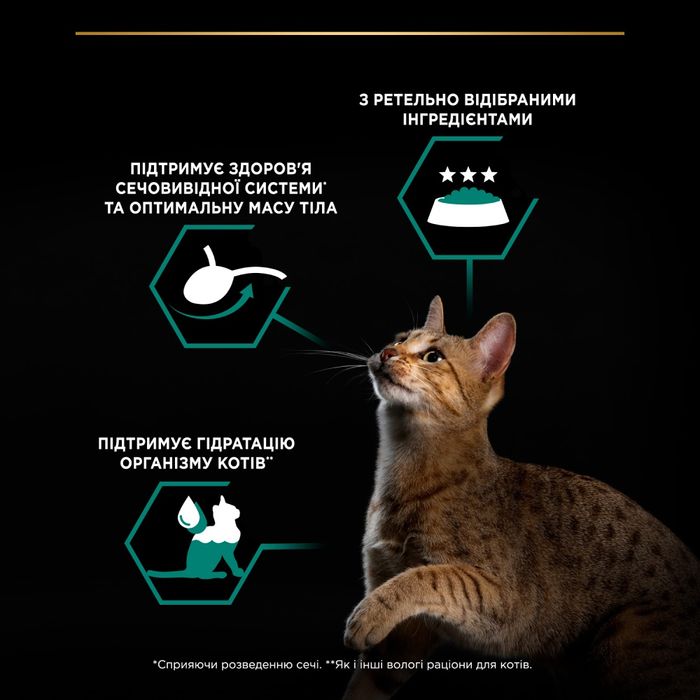 З РЕТЕЛЬНО ВІДІБРАНИМИ
ІНГРЕДІЄНТАМИ
ПІДТРИМУЄ ЗДОРОВ'Я
СЕЧОВИВІДНОЇ СИСТЕМИ*
ТА ОПТИМАЛЬНУ МАСУ ТІЛА
ПІДТРИМУЄ ГІДРАТАЦІЮ
ОРГАНІЗМУ КОТІВ**
*Сприяючи розведенню сечі. **Як і інші вологі раціони для котів.